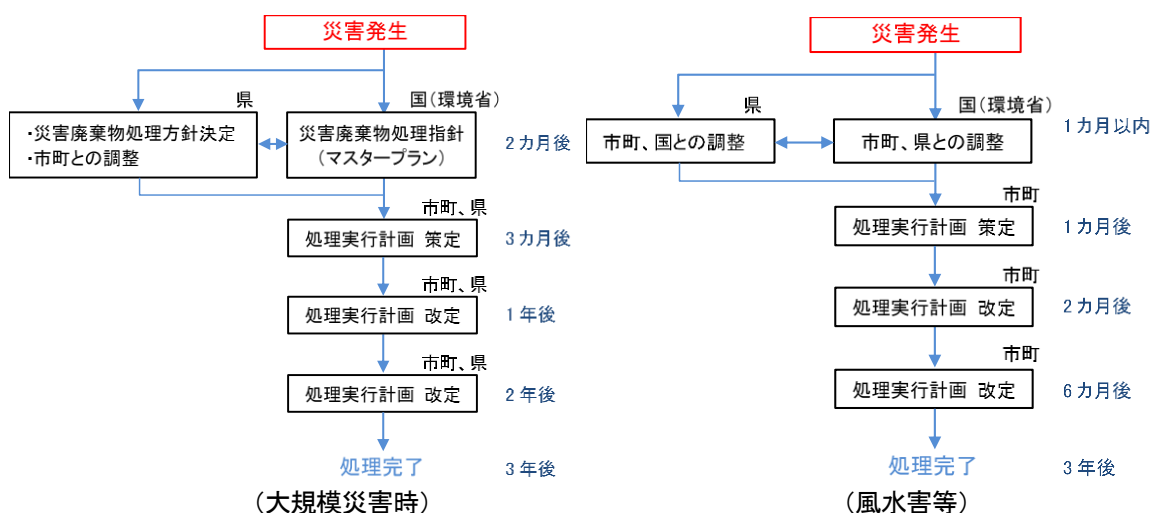 災害発生
県
国(環境省)
・災害廃棄物処理方針決定
・市町との調整
災害廃棄物処理指針
(マスタープラン)
2カ月後
市町、県
処理実行計画 策定
3カ月後
市町、県
処理実行計画 改定
1年後
市町、県
処理実行計画 改定
2年後
処理完了
3年後
(大規模災害時)
災害発生
県
国(環境省)
市町、国との調整
市町、県との調整
1カ月以内
市町
処理実行計画 策定
1カ月後
市町
処理実行計画 改定
2カ月後
市町
処理実行計画 改定
6カ月後
処理完了
3年後
(風水害等)